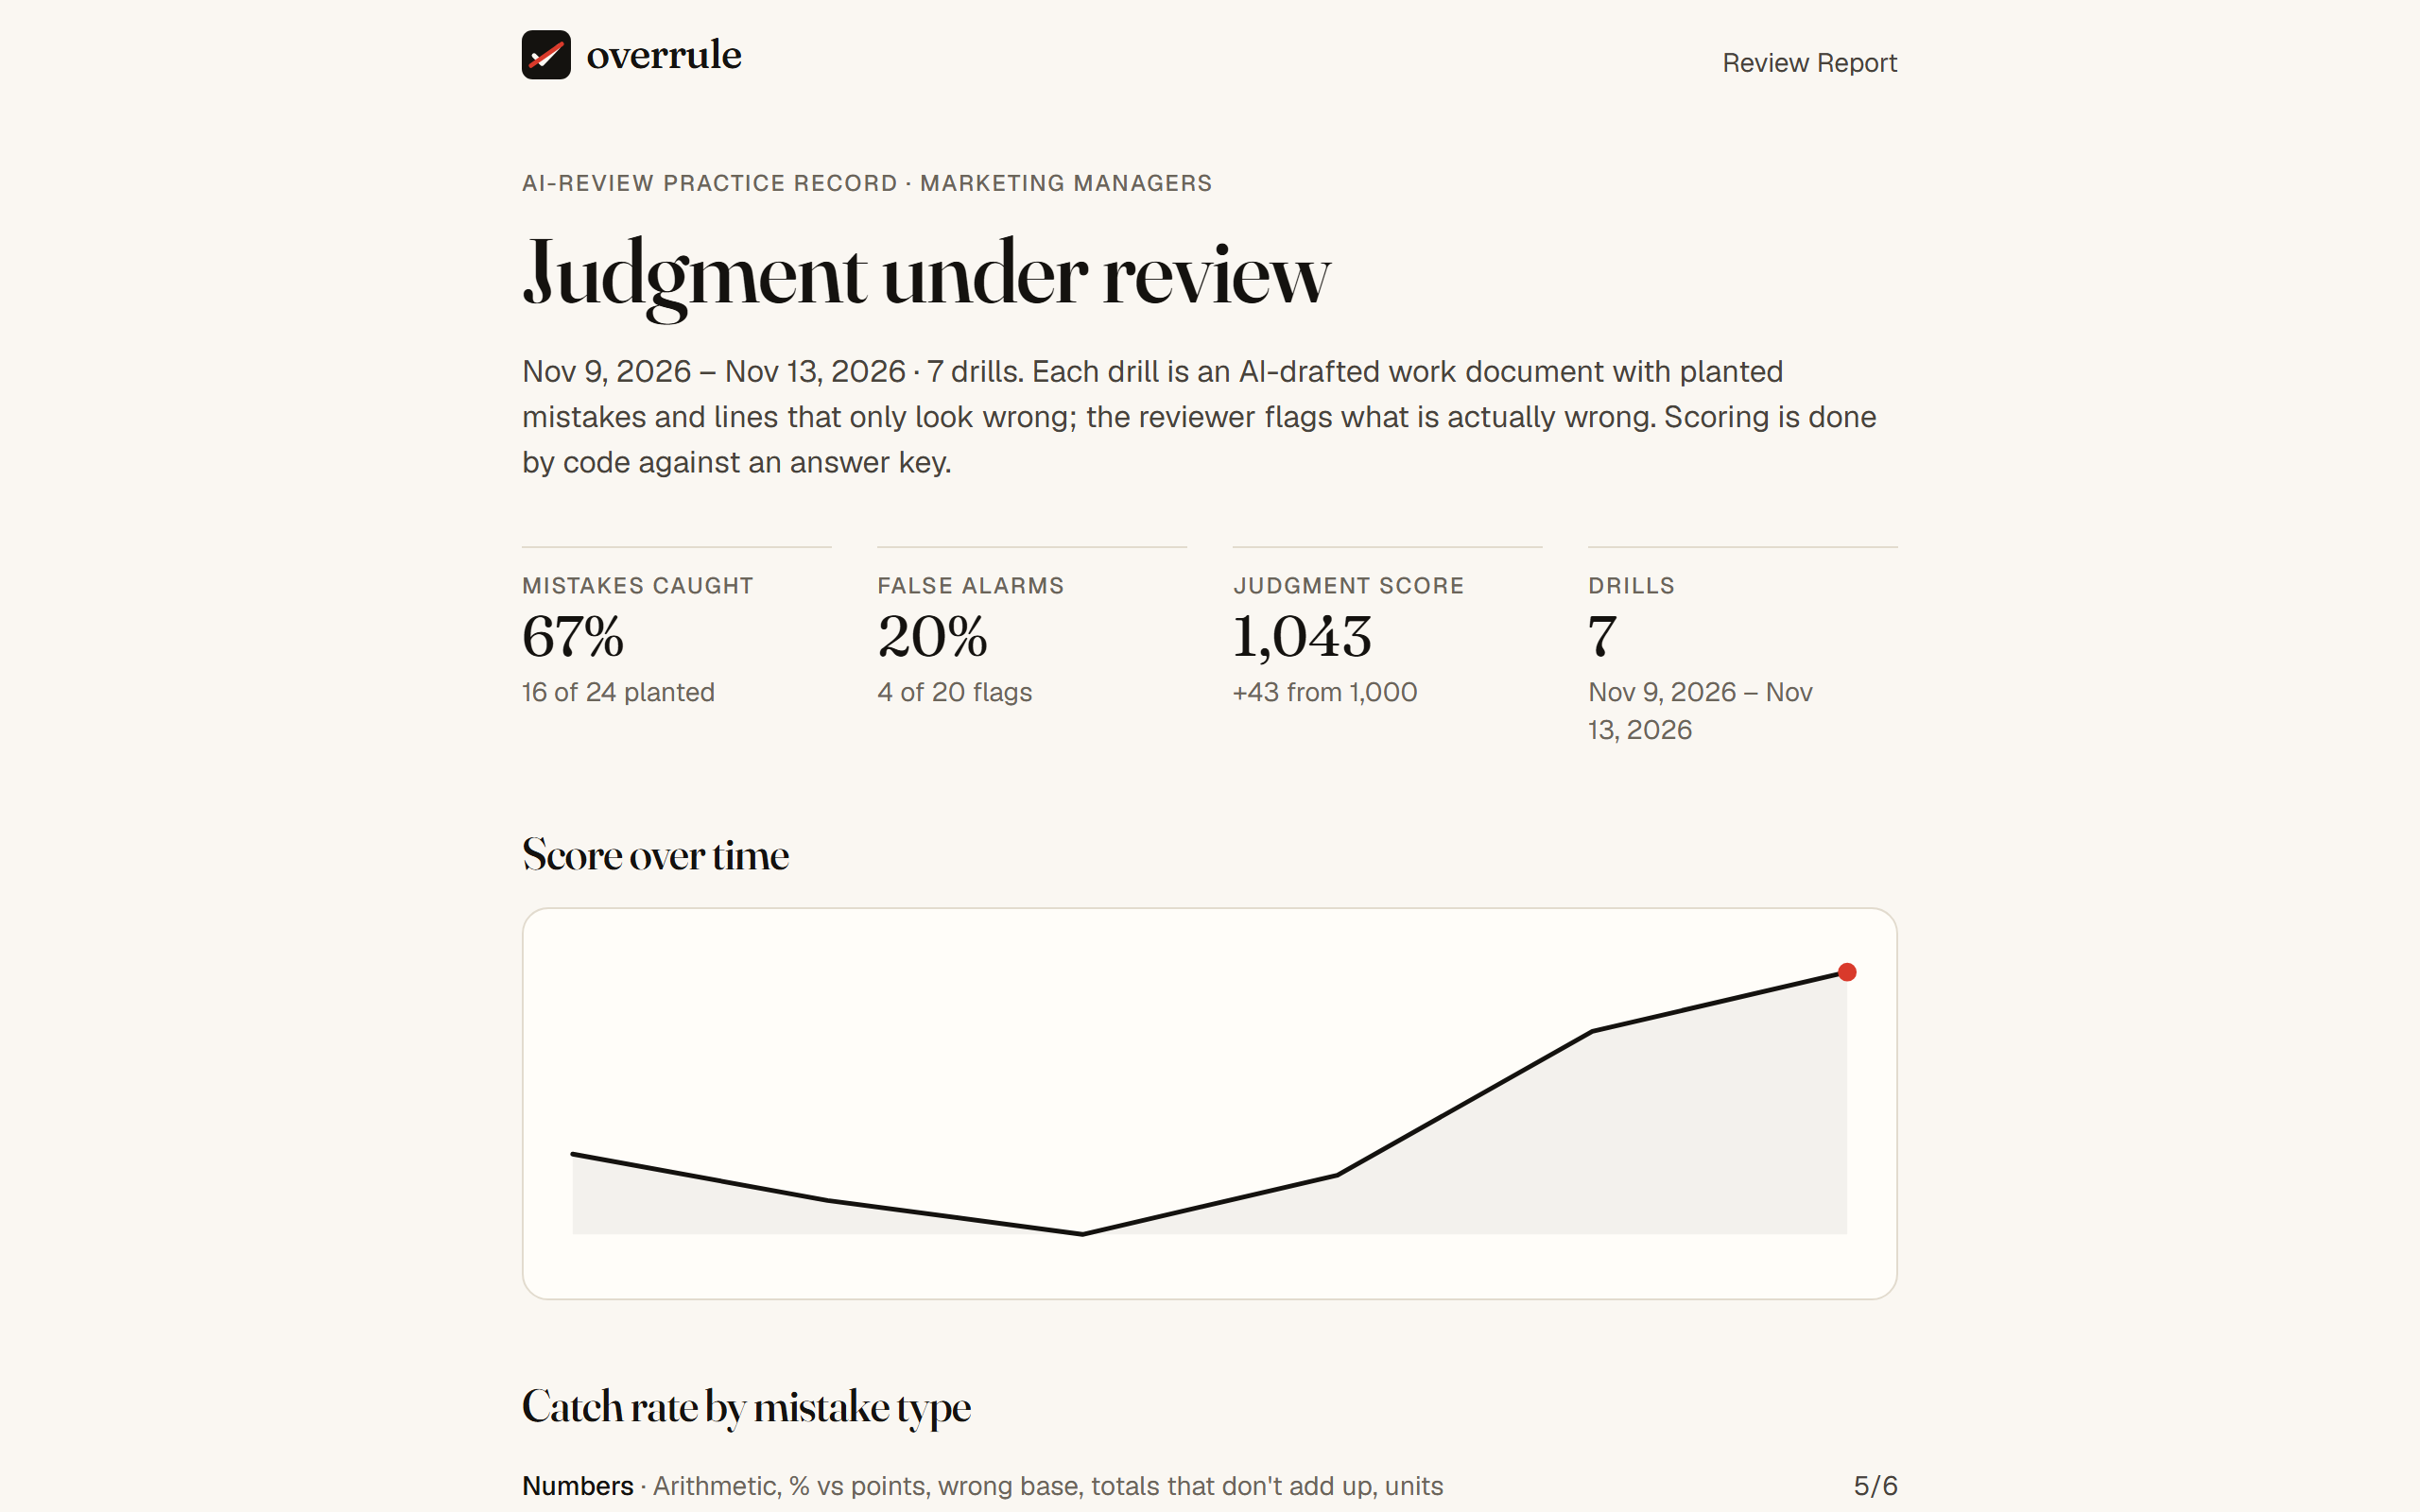 overrule
Review Report
AI-REVIEW PRACTICE RECORD · MARKETING MANAGERS
Judgment under review
Nov 9, 2026 – Nov 13, 2026 · 7 drills. Each drill is an AI-drafted work document with planted
mistakes and lines that only look wrong; the reviewer flags what is actually wrong. Scoring is done
by code against an answer key.
MISTAKES CAUGHT
67%
16 of 24 planted
FALSE ALARMS
20%
4 of 20 flags
JUDGMENT SCORE
1,043
+43 from 1,000
DRILLS
7
Nov 9, 2026 – Nov
13, 2026
Score over time
Catch rate by mistake type
Numbers · Arithmetic, % vs points, wrong base, totals that don't add up, units
5/6